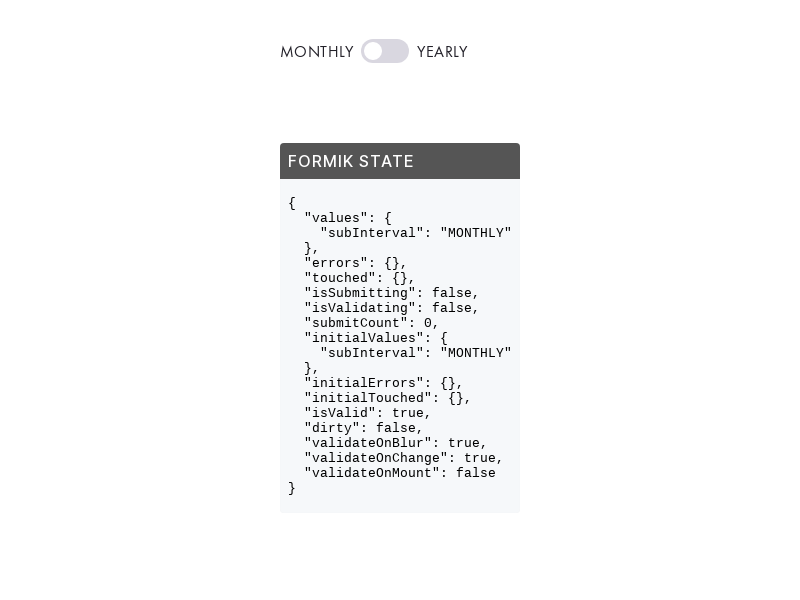 MONTHLY YEARLY
FORMIK STATE
{
  "values": {
    "subInterval": "MONTHLY"
  },
  "errors": {},
  "touched": {},
  "isSubmitting": false,
  "isValidating": false,
  "submitCount": 0,
  "initialValues": {
    "subInterval": "MONTHLY"
  },
  "initialErrors": {},
  "initialTouched": {},
  "isValid": true,
  "dirty": false,
  "validateOnBlur": true,
  "validateOnChange": true,
  "validateOnMount": false
}